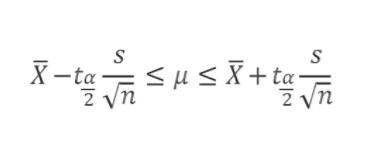 X̄ − t_{α/2} s/√n ≤ μ ≤ X̄ + t_{α/2} s/√n